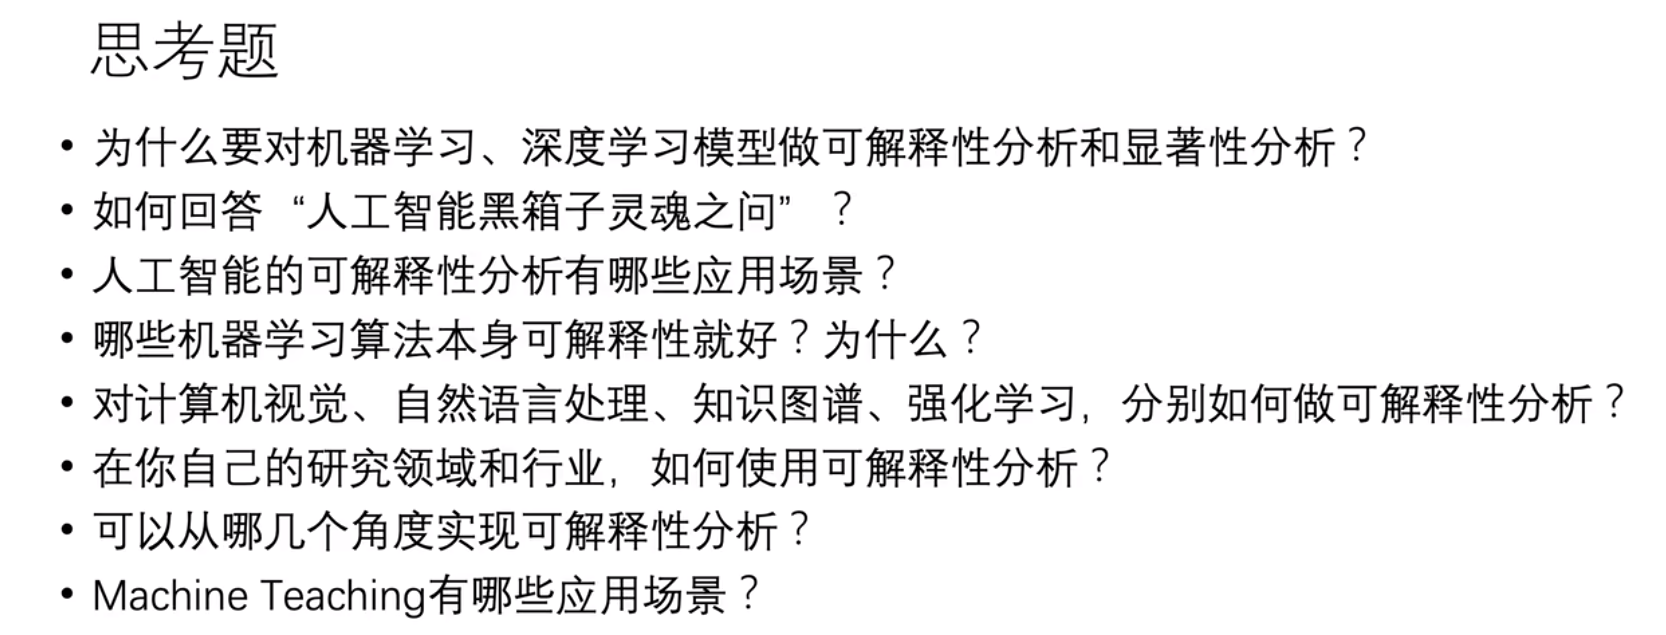 思考题
• 为什么要对机器学习、深度学习模型做可解释性分析和显著性分析？
• 如何回答“人工智能黑箱子灵魂之问”？
• 人工智能的可解释性分析有哪些应用场景？
• 哪些机器学习算法本身可解释性就好？为什么？
• 对计算机视觉、自然语言处理、知识图谱、强化学习，分别如何做可解释性分析？
• 在你自己的研究领域和行业，如何使用可解释性分析？
• 可以从哪几个角度实现可解释性分析？
• Machine Teaching有哪些应用场景？